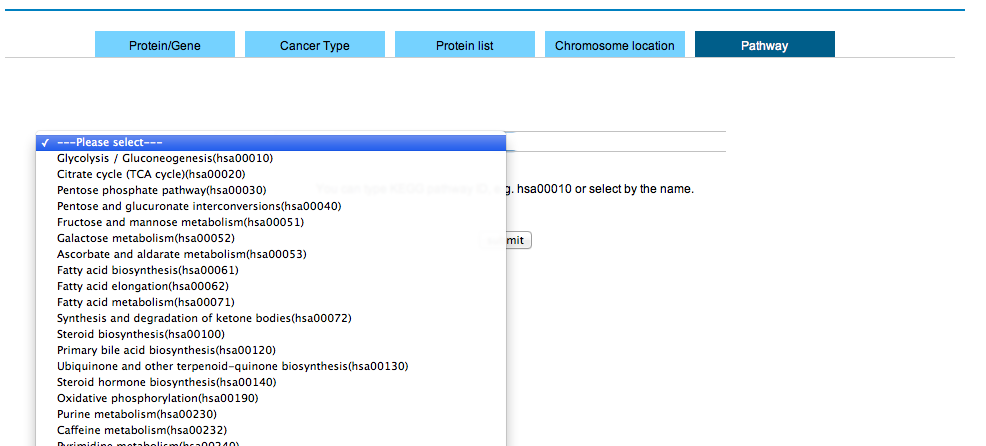 Protein/Gene Cancer Type Protein list Chromosome location Pathway
✓ ---Please select---
Glycolysis / Gluconeogenesis(hsa00010)
Citrate cycle (TCA cycle)(hsa00020)
Pentose phosphate pathway(hsa00030)
g. hsa00010 or select by the name.
Pentose and glucuronate interconversions(hsa00040)
Fructose and mannose metabolism(hsa00051)
Galactose metabolism(hsa00052)
mit
Ascorbate and aldarate metabolism(hsa00053)
Fatty acid biosynthesis(hsa00061)
Fatty acid elongation(hsa00062)
Fatty acid metabolism(hsa00071)
Synthesis and degradation of ketone bodies(hsa00072)
Steroid biosynthesis(hsa00100)
Primary bile acid biosynthesis(hsa00120)
Ubiquinone and other terpenoid-quinone biosynthesis(hsa00130)
Steroid hormone biosynthesis(hsa00140)
Oxidative phosphorylation(hsa00190)
Purine metabolism(hsa00230)
Caffeine metabolism(hsa00232)
Pyrimidine metabolism(hsa00240)